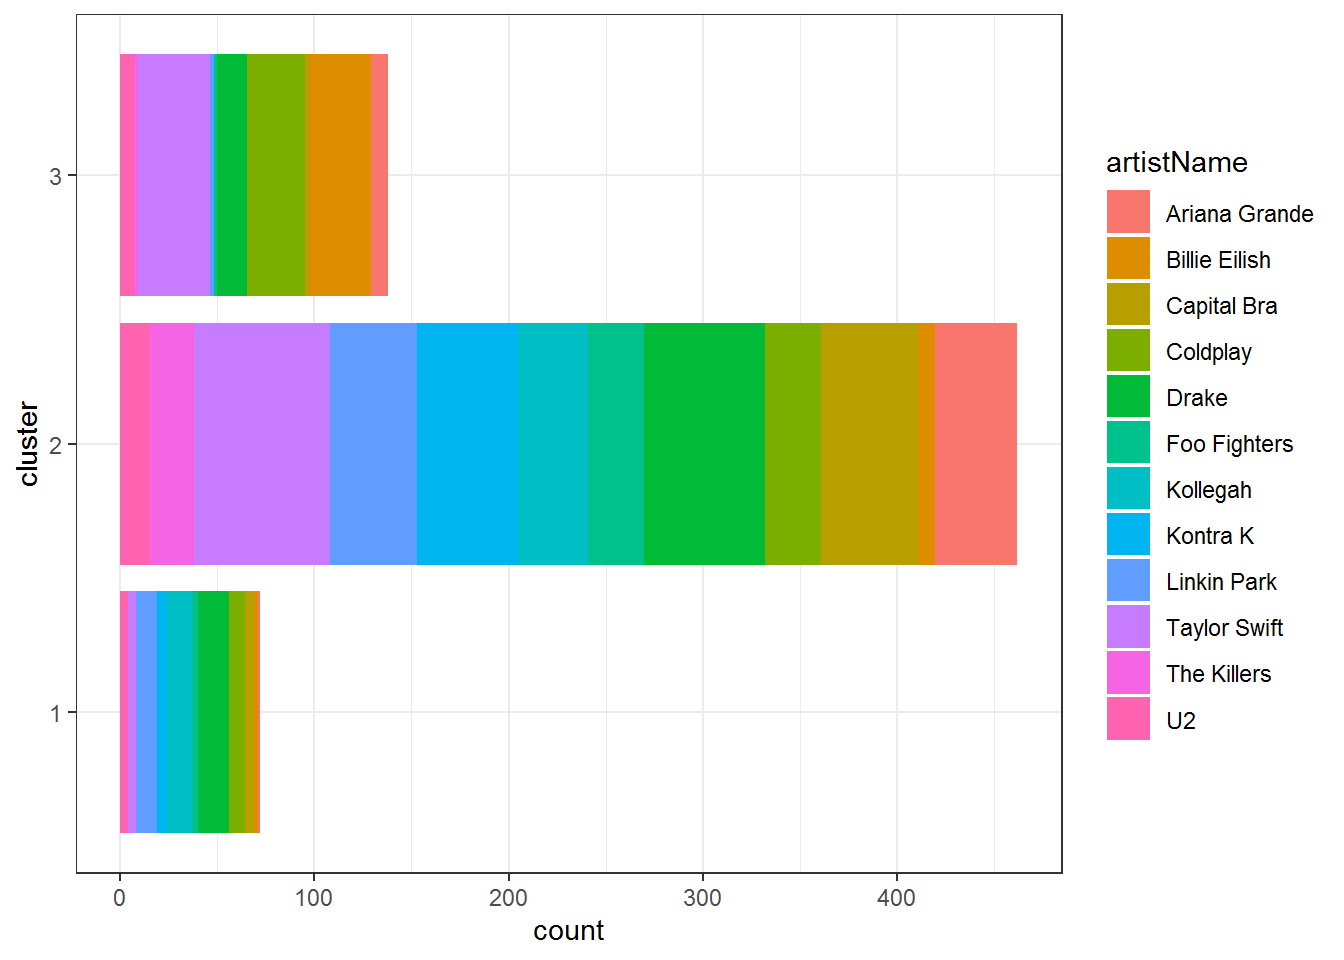 3
2
1
cluster
0
100
200
300
400
count
artistName
Ariana Grande
Billie Eilish
Capital Bra
Coldplay
Drake
Foo Fighters
Kollegah
Kontra K
Linkin Park
Taylor Swift
The Killers
U2